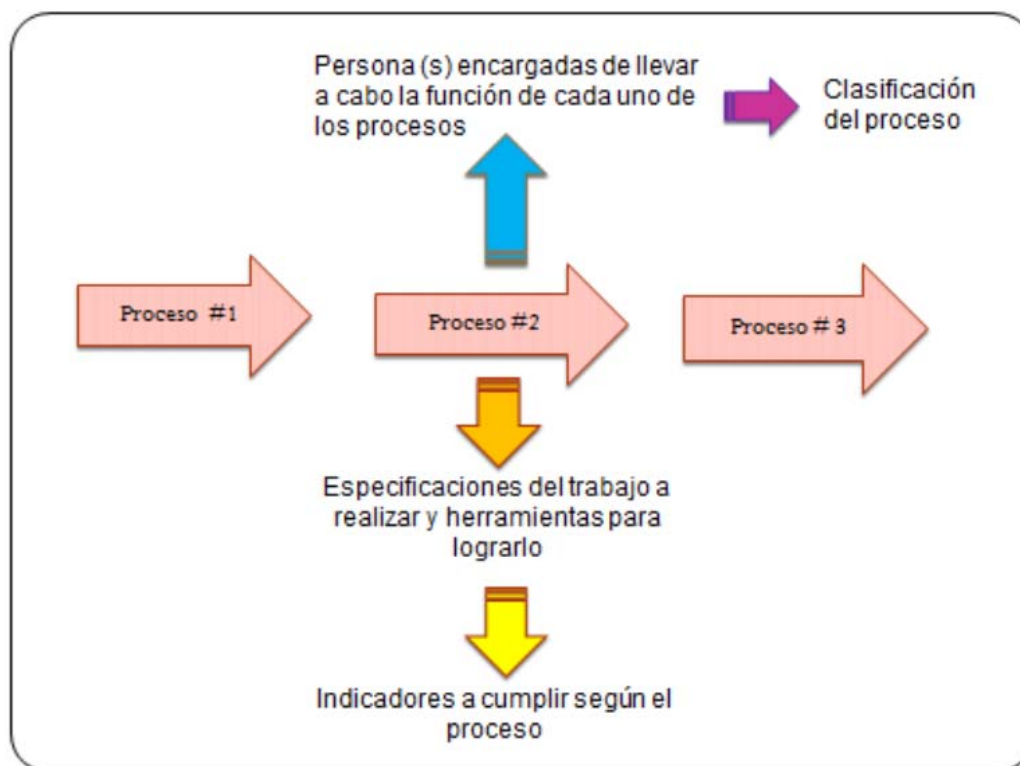 Persona (s) encargadas de llevar
a cabo la función de cada uno de
los procesos
Clasificación
del proceso
Proceso #1
Proceso #2
Proceso # 3
Especificaciones del trabajo a
realizar y herramientas para
lograrlo
Indicadores a cumplir según el
proceso